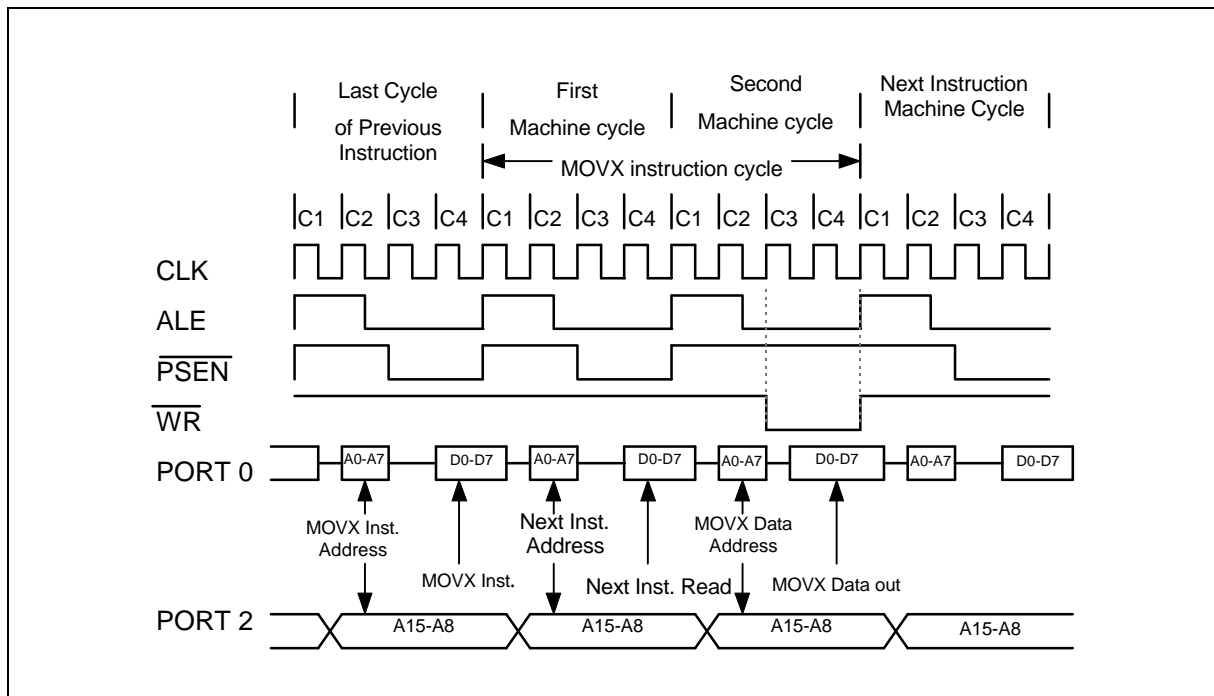 Last Cycle
of Previous
Instruction
First
Machine cycle
Second
Machine cycle
Next Instruction
Machine Cycle
MOVX instruction cycle
C1 C2 C3 C4 C1 C2 C3 C4 C1 C2 C3 C4 C1 C2 C3 C4
CLK
ALE
PSEN
WR
PORT 0
A0-A7 D0-D7 A0-A7 D0-D7 A0-A7 D0-D7 A0-A7 D0-D7
MOVX Inst.
Address
MOVX Inst.
Next Inst.
Address
Next Inst. Read
MOVX Data
Address
MOVX Data out
PORT 2
A15-A8 A15-A8 A15-A8 A15-A8